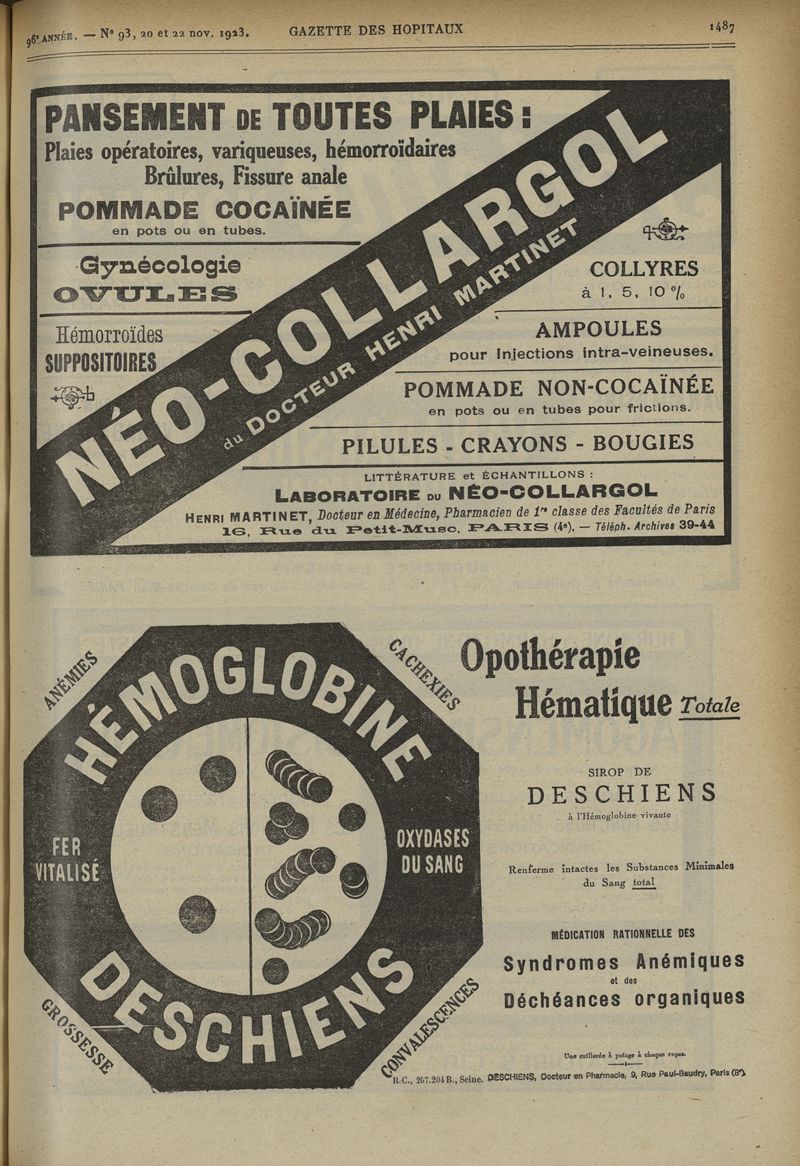 96e ANNÉE. — N° 93, 20 et 22 nov. 1923. GAZETTE DES HOPITAUX 1487
PANSEMENT DE TOUTES PLAIES :
Plaies opératoires, variqueuses, hémorroïdaires
Brûlures, Fissure anale
POMMADE COCAÏNÉE
en pots ou en tubes.
Gynécologie
OVULES
Hémorroïdes
SUPPOSITOIRES
NÉO-COLLARGOL
du DOCTEUR HENRI MARTINET
COLLYRES
à 1, 5, 10 %
AMPOULES
pour Injections intra-veineuses.
POMMADE NON-COCAÏNÉE
en pots ou en tubes pour frictions.
PILULES - CRAYONS - BOUGIES
LITTÉRATURE et ÉCHANTILLONS :
LABORATOIRE DU NÉO-COLLARGOL
HENRI MARTINET, Docteur en Médecine, Pharmacien de 1re classe des Facultés de Paris
16, Rue du Petit-Musc, PARIS (4e). — Téléph. Archives 39-44
ANÉMIES
CACHEXIES
HÉMOGLOBINE
FER
VITALISÉ
OXYDASES
DU SANG
DESCHIENS
GROSSESSE
CONVALESCENCES
Opothérapie
Hématique Totale
SIROP DE
DESCHIENS
à l'Hémoglobine vivante
Renferme intactes les Substances Minimales
du Sang total
MÉDICATION RATIONNELLE DES
Syndromes Anémiques
et des
Déchéances organiques
Une cuillerée à potage à chaque repas.
R.C., 207.204 B., Seine. DESCHIENS, Docteur en Pharmacie, 9, Rue Paul-Baudry, Paris (8e).